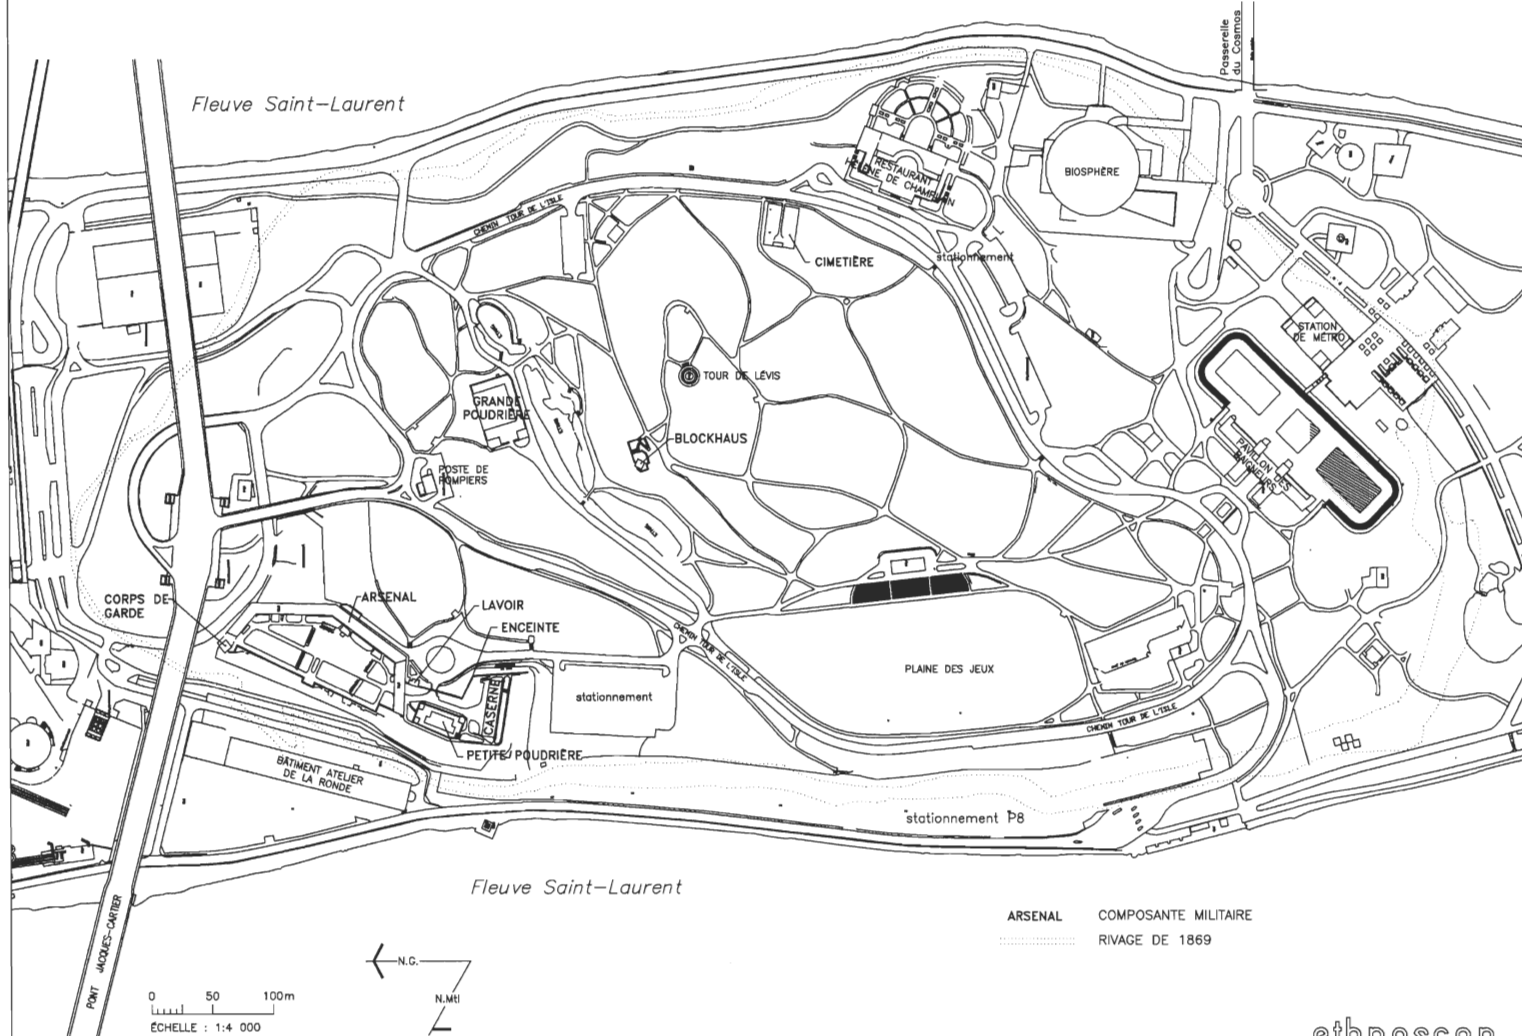 Passerelle
du Cosmos
Fleuve Saint-Laurent
RESTAURANT
HÉLÈNE DE CHAMPLAIN
BIOSPHÈRE
CHEMIN TOUR DE L'ISLE
CIMETIÈRE
stationnement
STATION
DE MÉTRO
TOUR DE LÉVIS
GRANDE
POUDRIÈRE
BLOCKHAUS
PAVILLON DES
BAIGNEURS
POSTE DE
POMPIERS
CORPS DE
GARDE
ARSENAL
LAVOIR
ENCEINTE
CHEMIN TOUR DE L'ISLE
PLAINE DES JEUX
stationnement
CASERNE
CHEMIN TOUR DE L'ISLE
PETITE POUDRIÈRE
BÂTIMENT ATELIER
DE LA RONDE
stationnement P8
Fleuve Saint-Laurent
PONT JACQUES-CARTIER
ARSENAL COMPOSANTE MILITAIRE
RIVAGE DE 1869
N.G.
N.Mtl
0 50 100m
ÉCHELLE : 1:4 000
ethnoscop